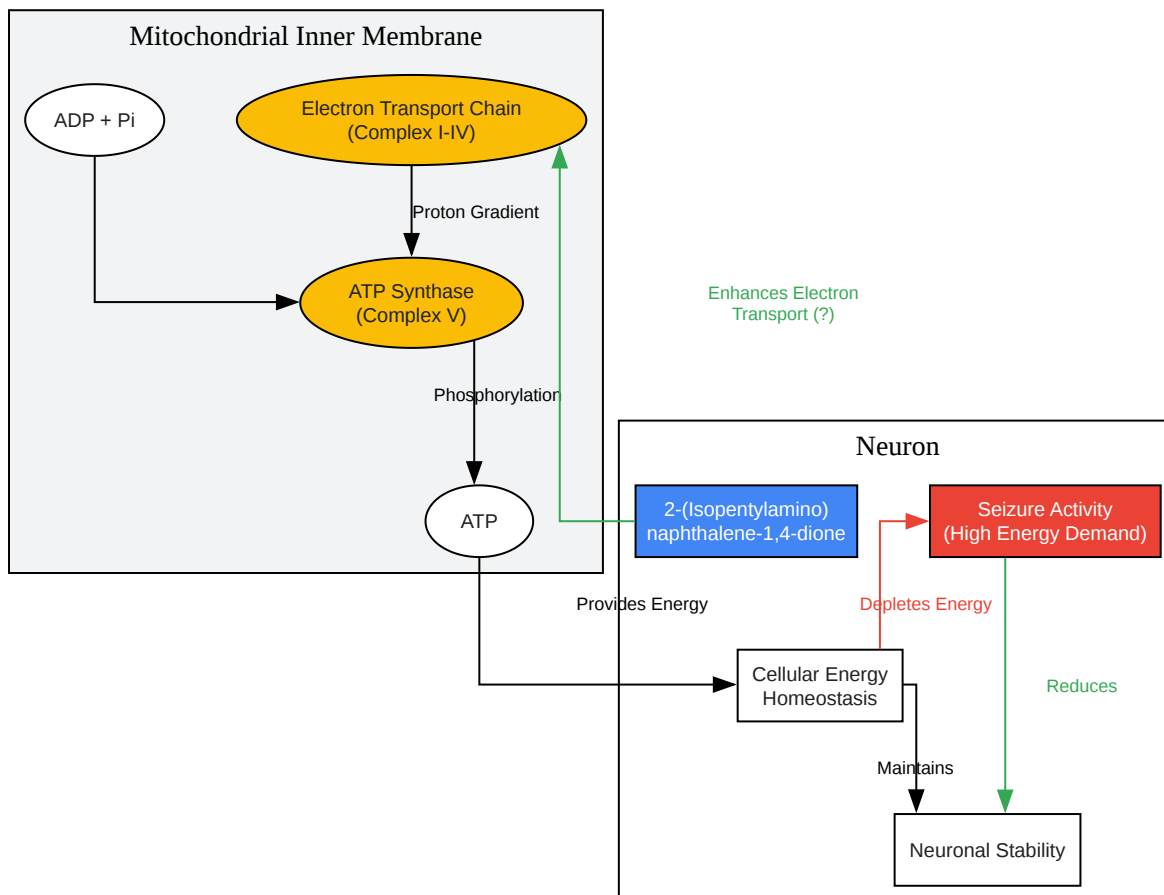 Mitochondrial Inner Membrane
ADP + Pi
Electron Transport Chain
(Complex I-IV)
Proton Gradient
ATP Synthase
(Complex V)
Enhances Electron
Transport (?)
Phosphorylation
Neuron
ATP
2-(Isopentylamino)
naphthalene-1,4-dione
Seizure Activity
(High Energy Demand)
Provides Energy
Depletes Energy
Cellular Energy
Homeostasis
Reduces
Maintains
Neuronal Stability